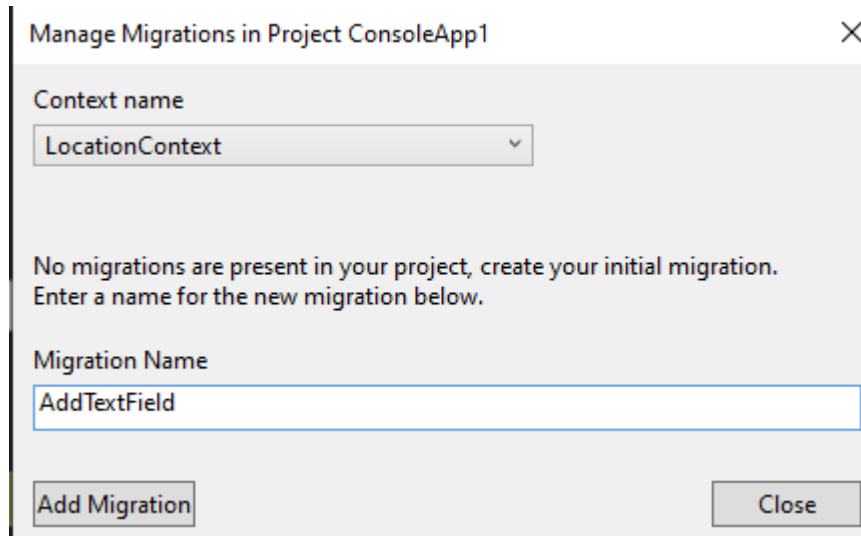 Manage Migrations in Project ConsoleApp1
Context name
LocationContext
No migrations are present in your project, create your initial migration.
Enter a name for the new migration below.
Migration Name
AddTextField
Add Migration
Close